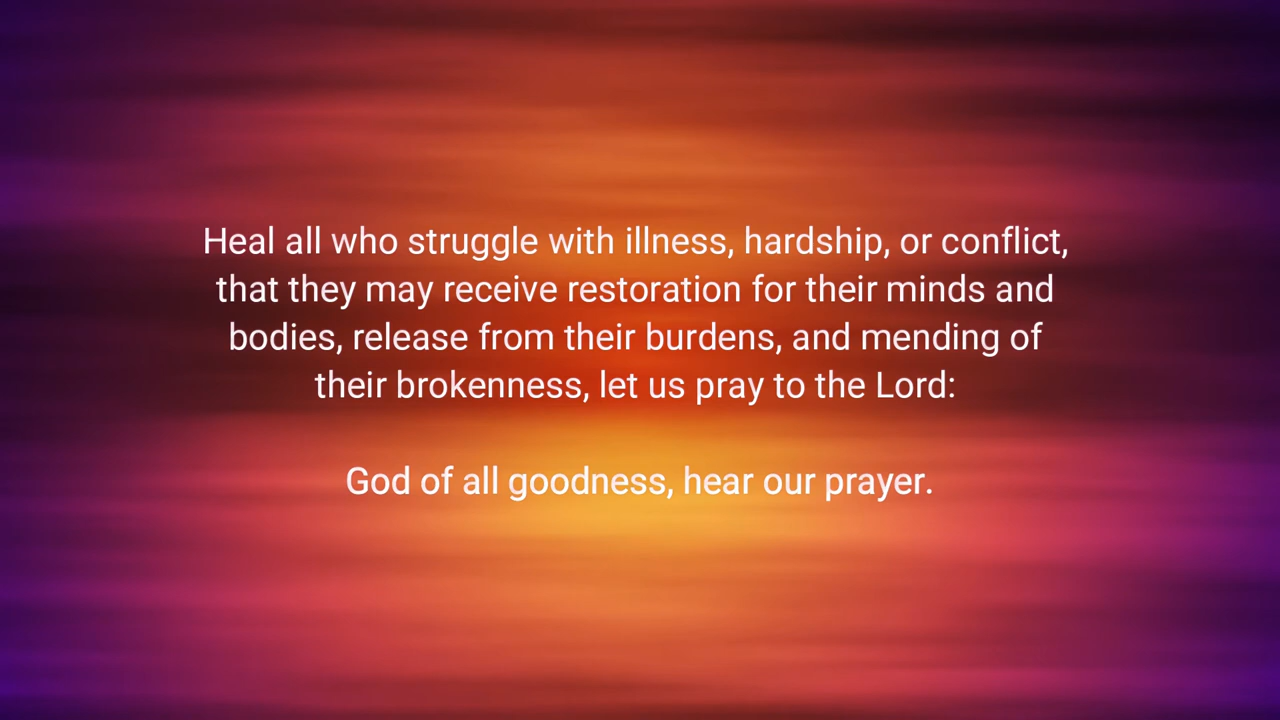 Heal all who struggle with illness, hardship, or conflict,
that they may receive restoration for their minds and
bodies, release from their burdens, and mending of
their brokenness, let us pray to the Lord:
God of all goodness, hear our prayer.